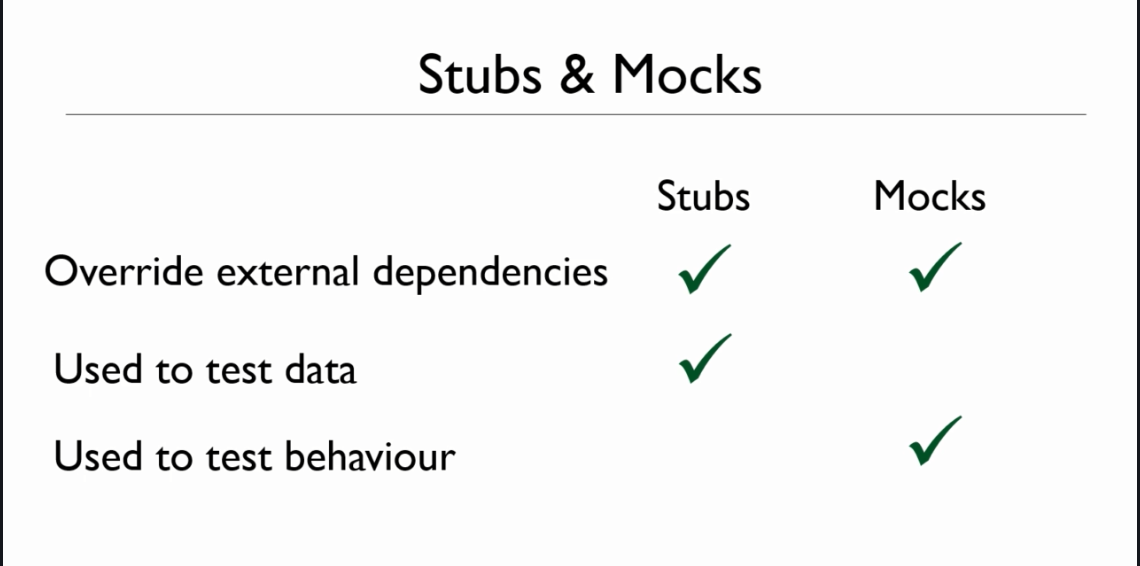 Stubs & Mocks
Stubs Mocks
Override external dependencies ✓ ✓
Used to test data ✓
Used to test behaviour ✓